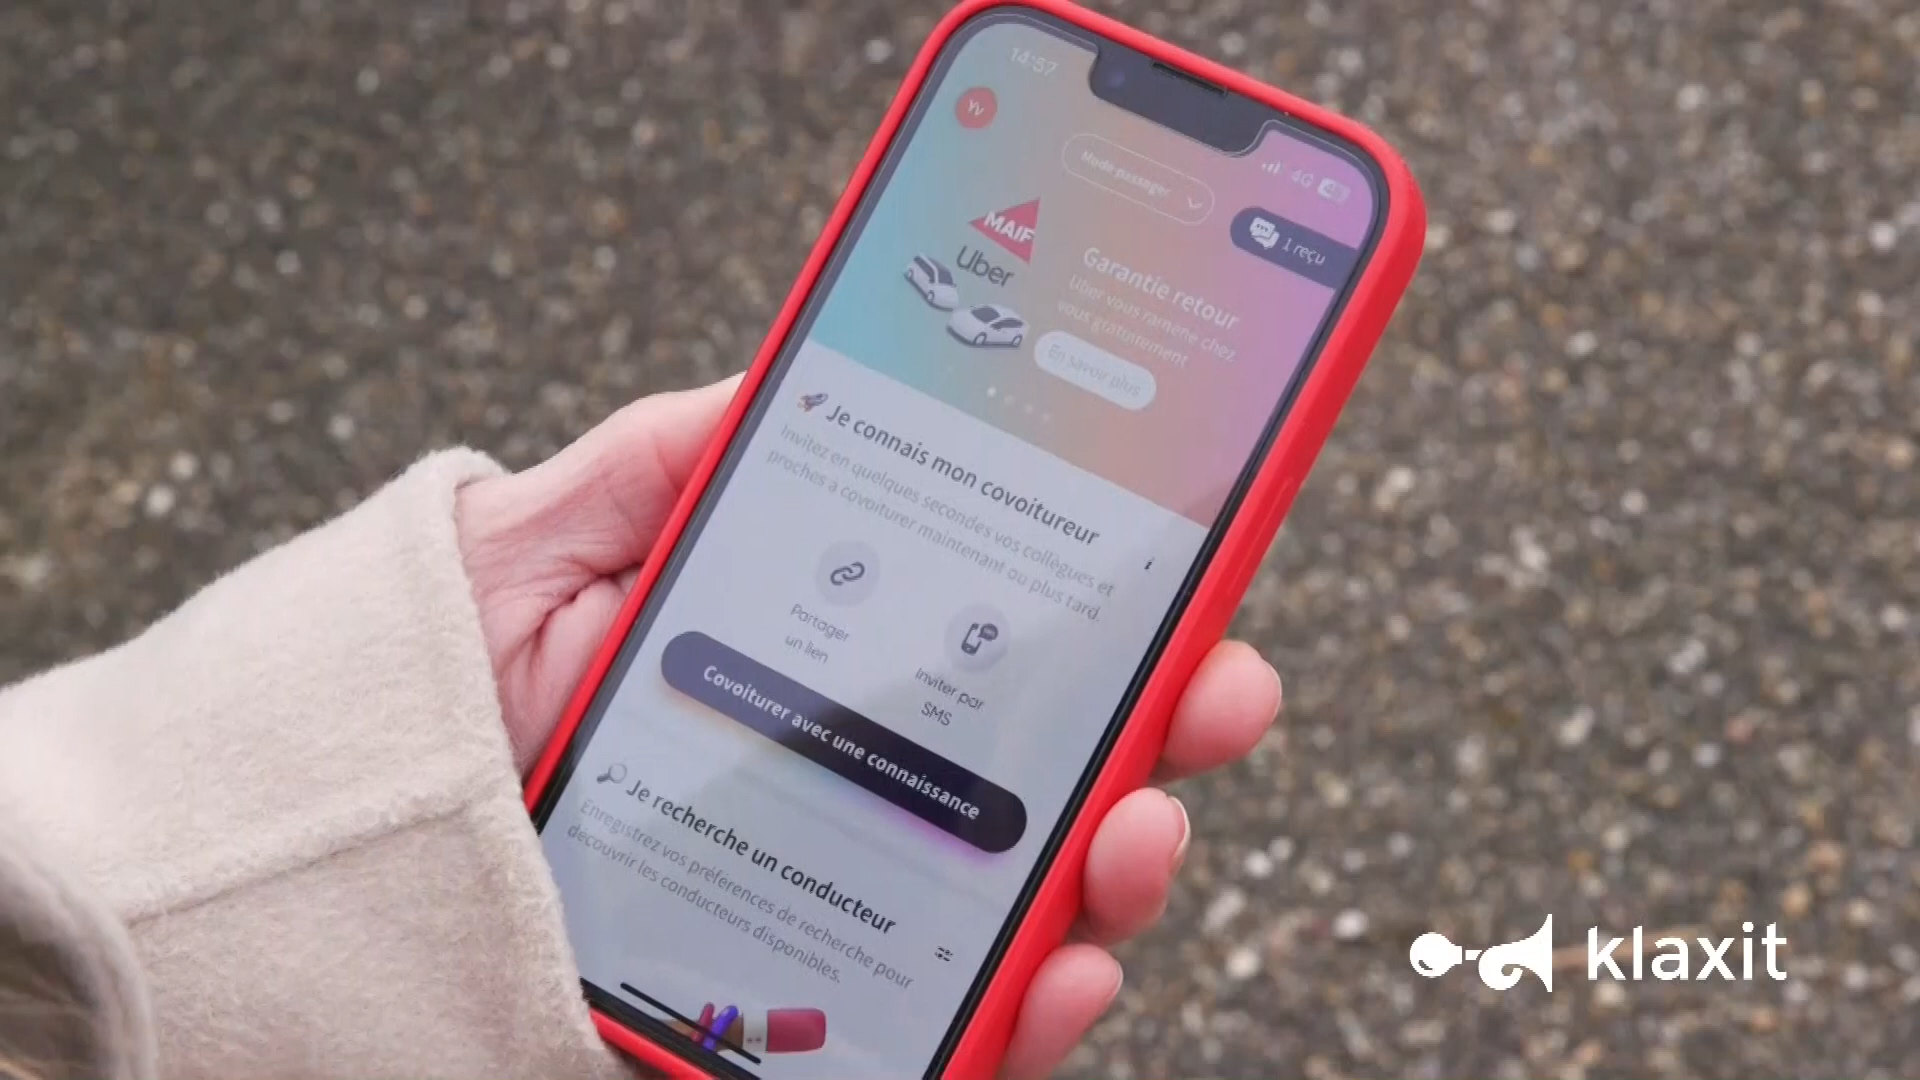 14:57
YV
4G
Mode passager
1 reçu
MAIF
Uber
Garantie retour
Uber vous ramène chez
vous gratuitement
En savoir plus
Je connais mon covoitureur
i
Invitez en quelques secondes vos collègues et
proches à covoiturer maintenant ou plus tard.
Partager
un lien
Inviter par
SMS
Covoiturer avec une connaissance
Je recherche un conducteur
Enregistrez vos préférences de recherche pour
découvrir les conducteurs disponibles.
klaxit